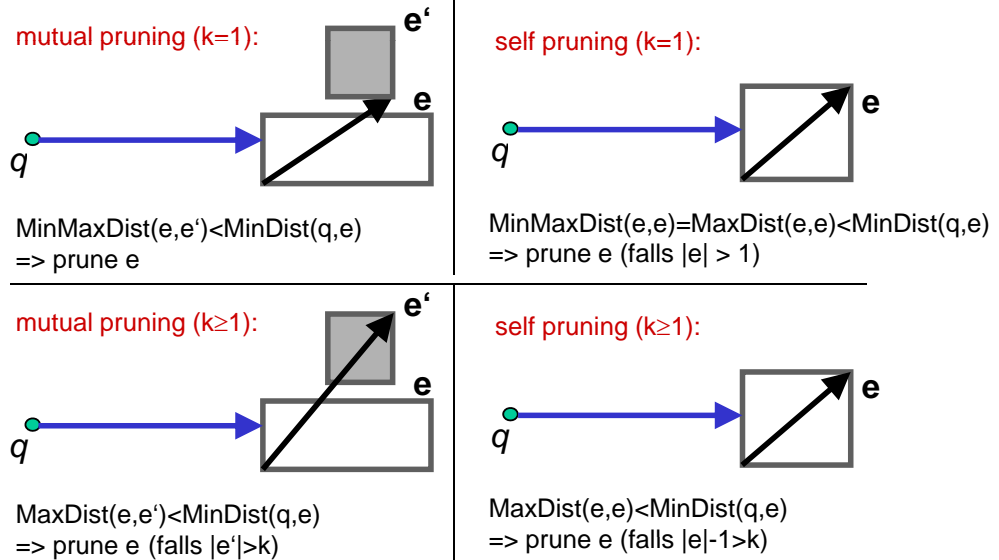 mutual pruning (k=1):
e‘
e
q
MinMaxDist(e,e‘)<MinDist(q,e)
=> prune e
self pruning (k=1):
e
q
MinMaxDist(e,e)=MaxDist(e,e)<MinDist(q,e)
=> prune e (falls |e| > 1)
mutual pruning (k≥1):
e‘
e
q
MaxDist(e,e‘)<MinDist(q,e)
=> prune e (falls |e‘|>k)
self pruning (k≥1):
e
q
MaxDist(e,e)<MinDist(q,e)
=> prune e (falls |e|-1>k)